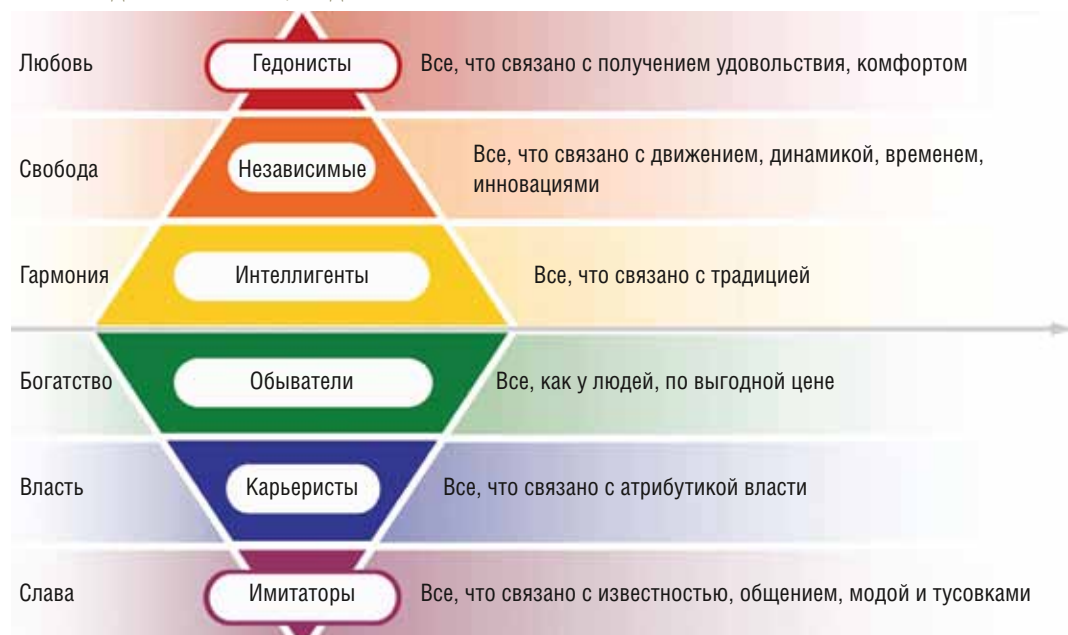 Любовь Гедонисты Все, что связано с получением удовольствия, комфортом
Свобода Независимые Все, что связано с движением, динамикой, временем,
инновациями
Гармония Интеллигенты Все, что связано с традицией
Богатство Обыватели Все, как у людей, по выгодной цене
Власть Карьеристы Все, что связано с атрибутикой власти
Слава Имитаторы Все, что связано с известностью, общением, модой и тусовками